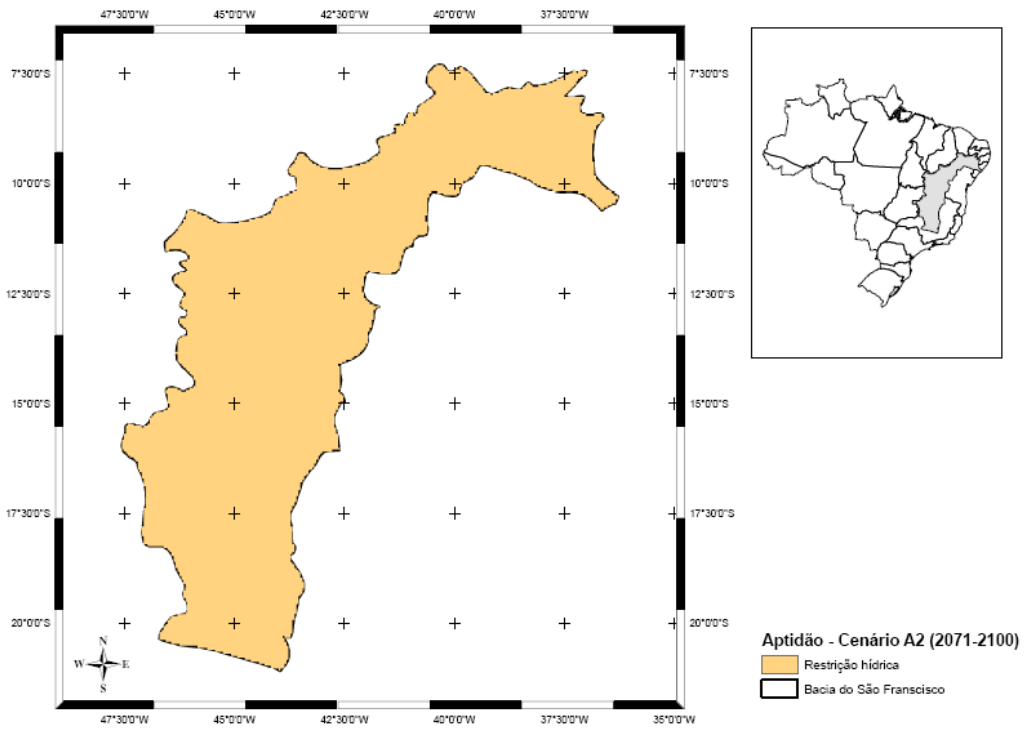 47°30'0"W 45°0'0"W 42°30'0"W 40°0'0"W 37°30'0"W
7°30'0"S 7°30'0"S
10°0'0"S 10°0'0"S
12°30'0"S 12°30'0"S
15°0'0"S 15°0'0"S
17°30'0"S 17°30'0"S
20°0'0"S 20°0'0"S
N
W E
S
47°30'0"W 45°0'0"W 42°30'0"W 40°0'0"W 37°30'0"W 35°0'0"W
Aptidão - Cenário A2 (2071-2100)
Restrição hídrica
Bacia do São Franscisco